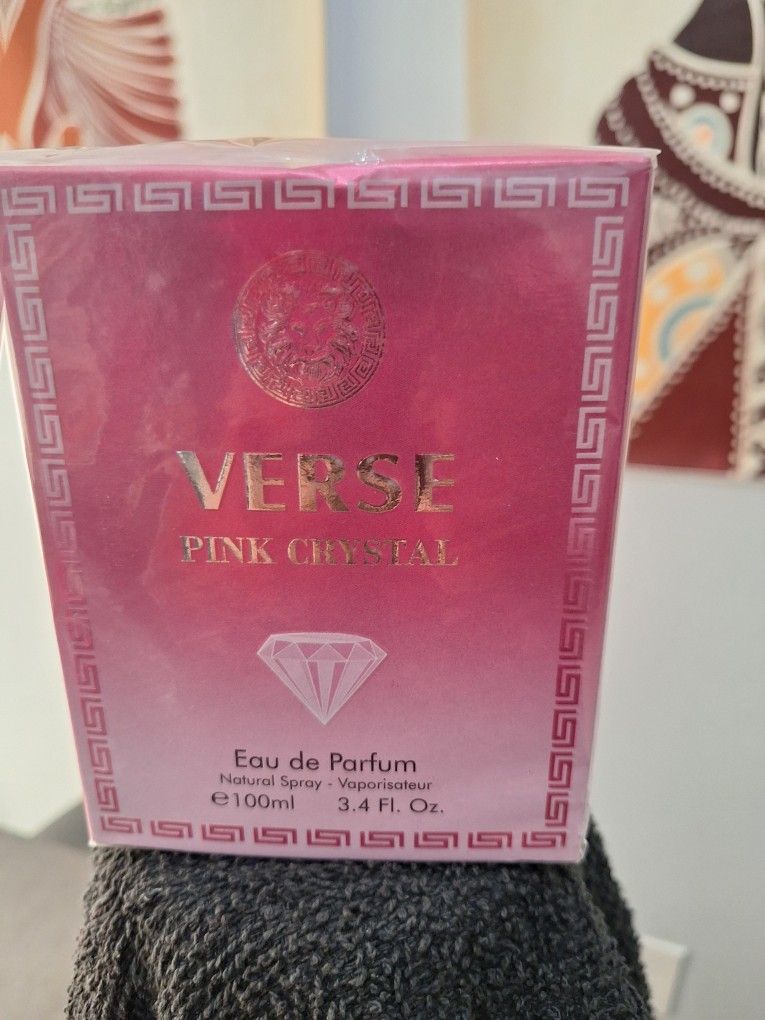 VERSE
PINK CRYSTAL
Eau de Parfum
Natural Spray - Vaporisateur
℮100ml 3.4 Fl. Oz.